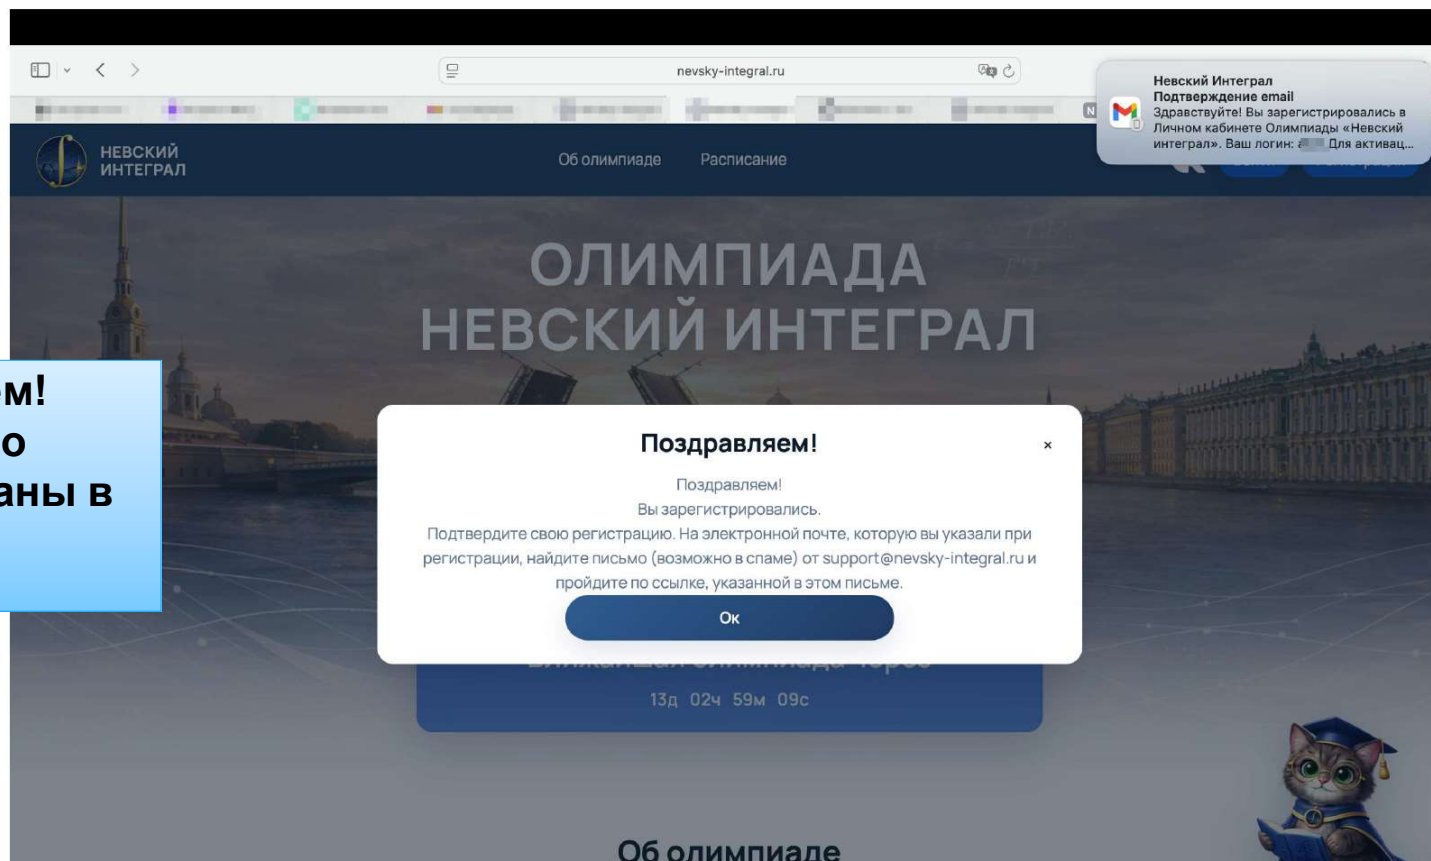 nevsky-integral.ru
Невский Интеграл
Подтверждение email
Здравствуйте! Вы зарегистрировались в
Личном кабинете Олимпиады «Невский
интеграл». Ваш логин: Для активац...
НЕВСКИЙ
ИНТЕГРАЛ
Об олимпиаде
Расписание
ОЛИМПИАДА
НЕВСКИЙ ИНТЕГРАЛ
ем!
о
аны в
Поздравляем!
×
Поздравляем!
Вы зарегистрировались.
Подтвердите свою регистрацию. На электронной почте, которую вы указали при
регистрации, найдите письмо (возможно в спаме) от support@nevsky-integral.ru и
пройдите по ссылке, указанной в этом письме.
Ок
13д 02ч 59м 09с
Об олимпиаде